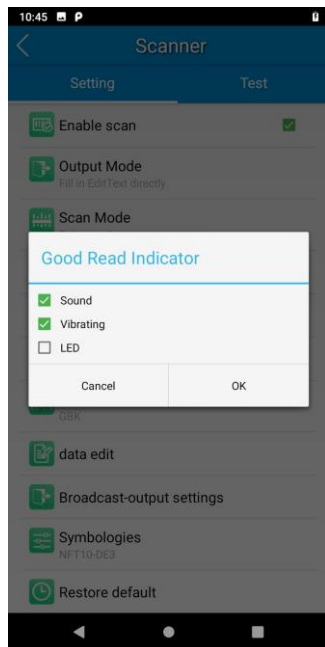 10:45
Scanner
Setting
Test
Enable scan
Output Mode
Fill in EditText directly
Scan Mode
Good Read Indicator
Sound
Vibrating
LED
Cancel
OK
GBK
data edit
Broadcast-output settings
Symbologies
NFT10-DE3
Restore default